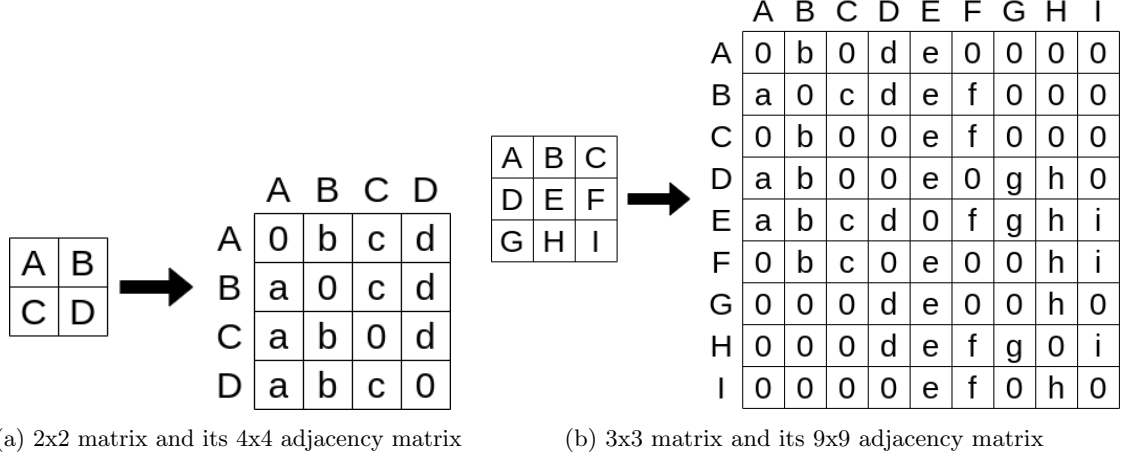 A B
C D
A B C D
A 0 b c d
B a 0 c d
C a b 0 d
D a b c 0
a) 2x2 matrix and its 4x4 adjacency matrix
A B C
D E F
G H I
A B C D E F G H I
A 0 b 0 d e 0 0 0 0
B a 0 c d e f 0 0 0
C 0 b 0 0 e f 0 0 0
D a b 0 0 e 0 g h 0
E a b c d 0 f g h i
F 0 b c 0 e 0 0 h i
G 0 0 0 d e 0 0 h 0
H 0 0 0 d e f g 0 i
I 0 0 0 0 e f 0 h 0
(b) 3x3 matrix and its 9x9 adjacency matrix